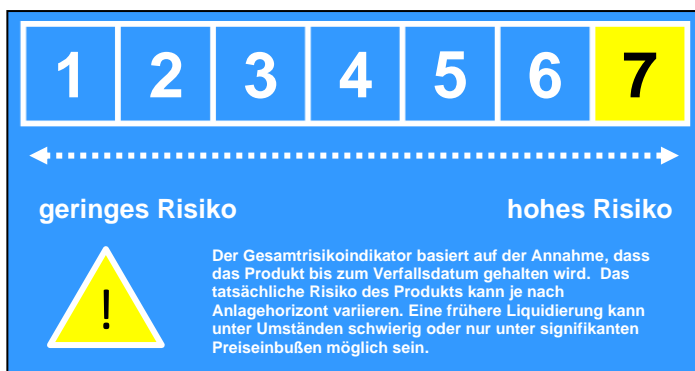 1 2 3 4 5 6 7
geringes Risiko hohes Risiko
!
Der Gesamtrisikoindikator basiert auf der Annahme, dass
das Produkt bis zum Verfallsdatum gehalten wird. Das
tatsächliche Risiko des Produkts kann je nach
Anlagehorizont variieren. Eine frühere Liquidierung kann
unter Umständen schwierig oder nur unter signifikanten
Preiseinbußen möglich sein.